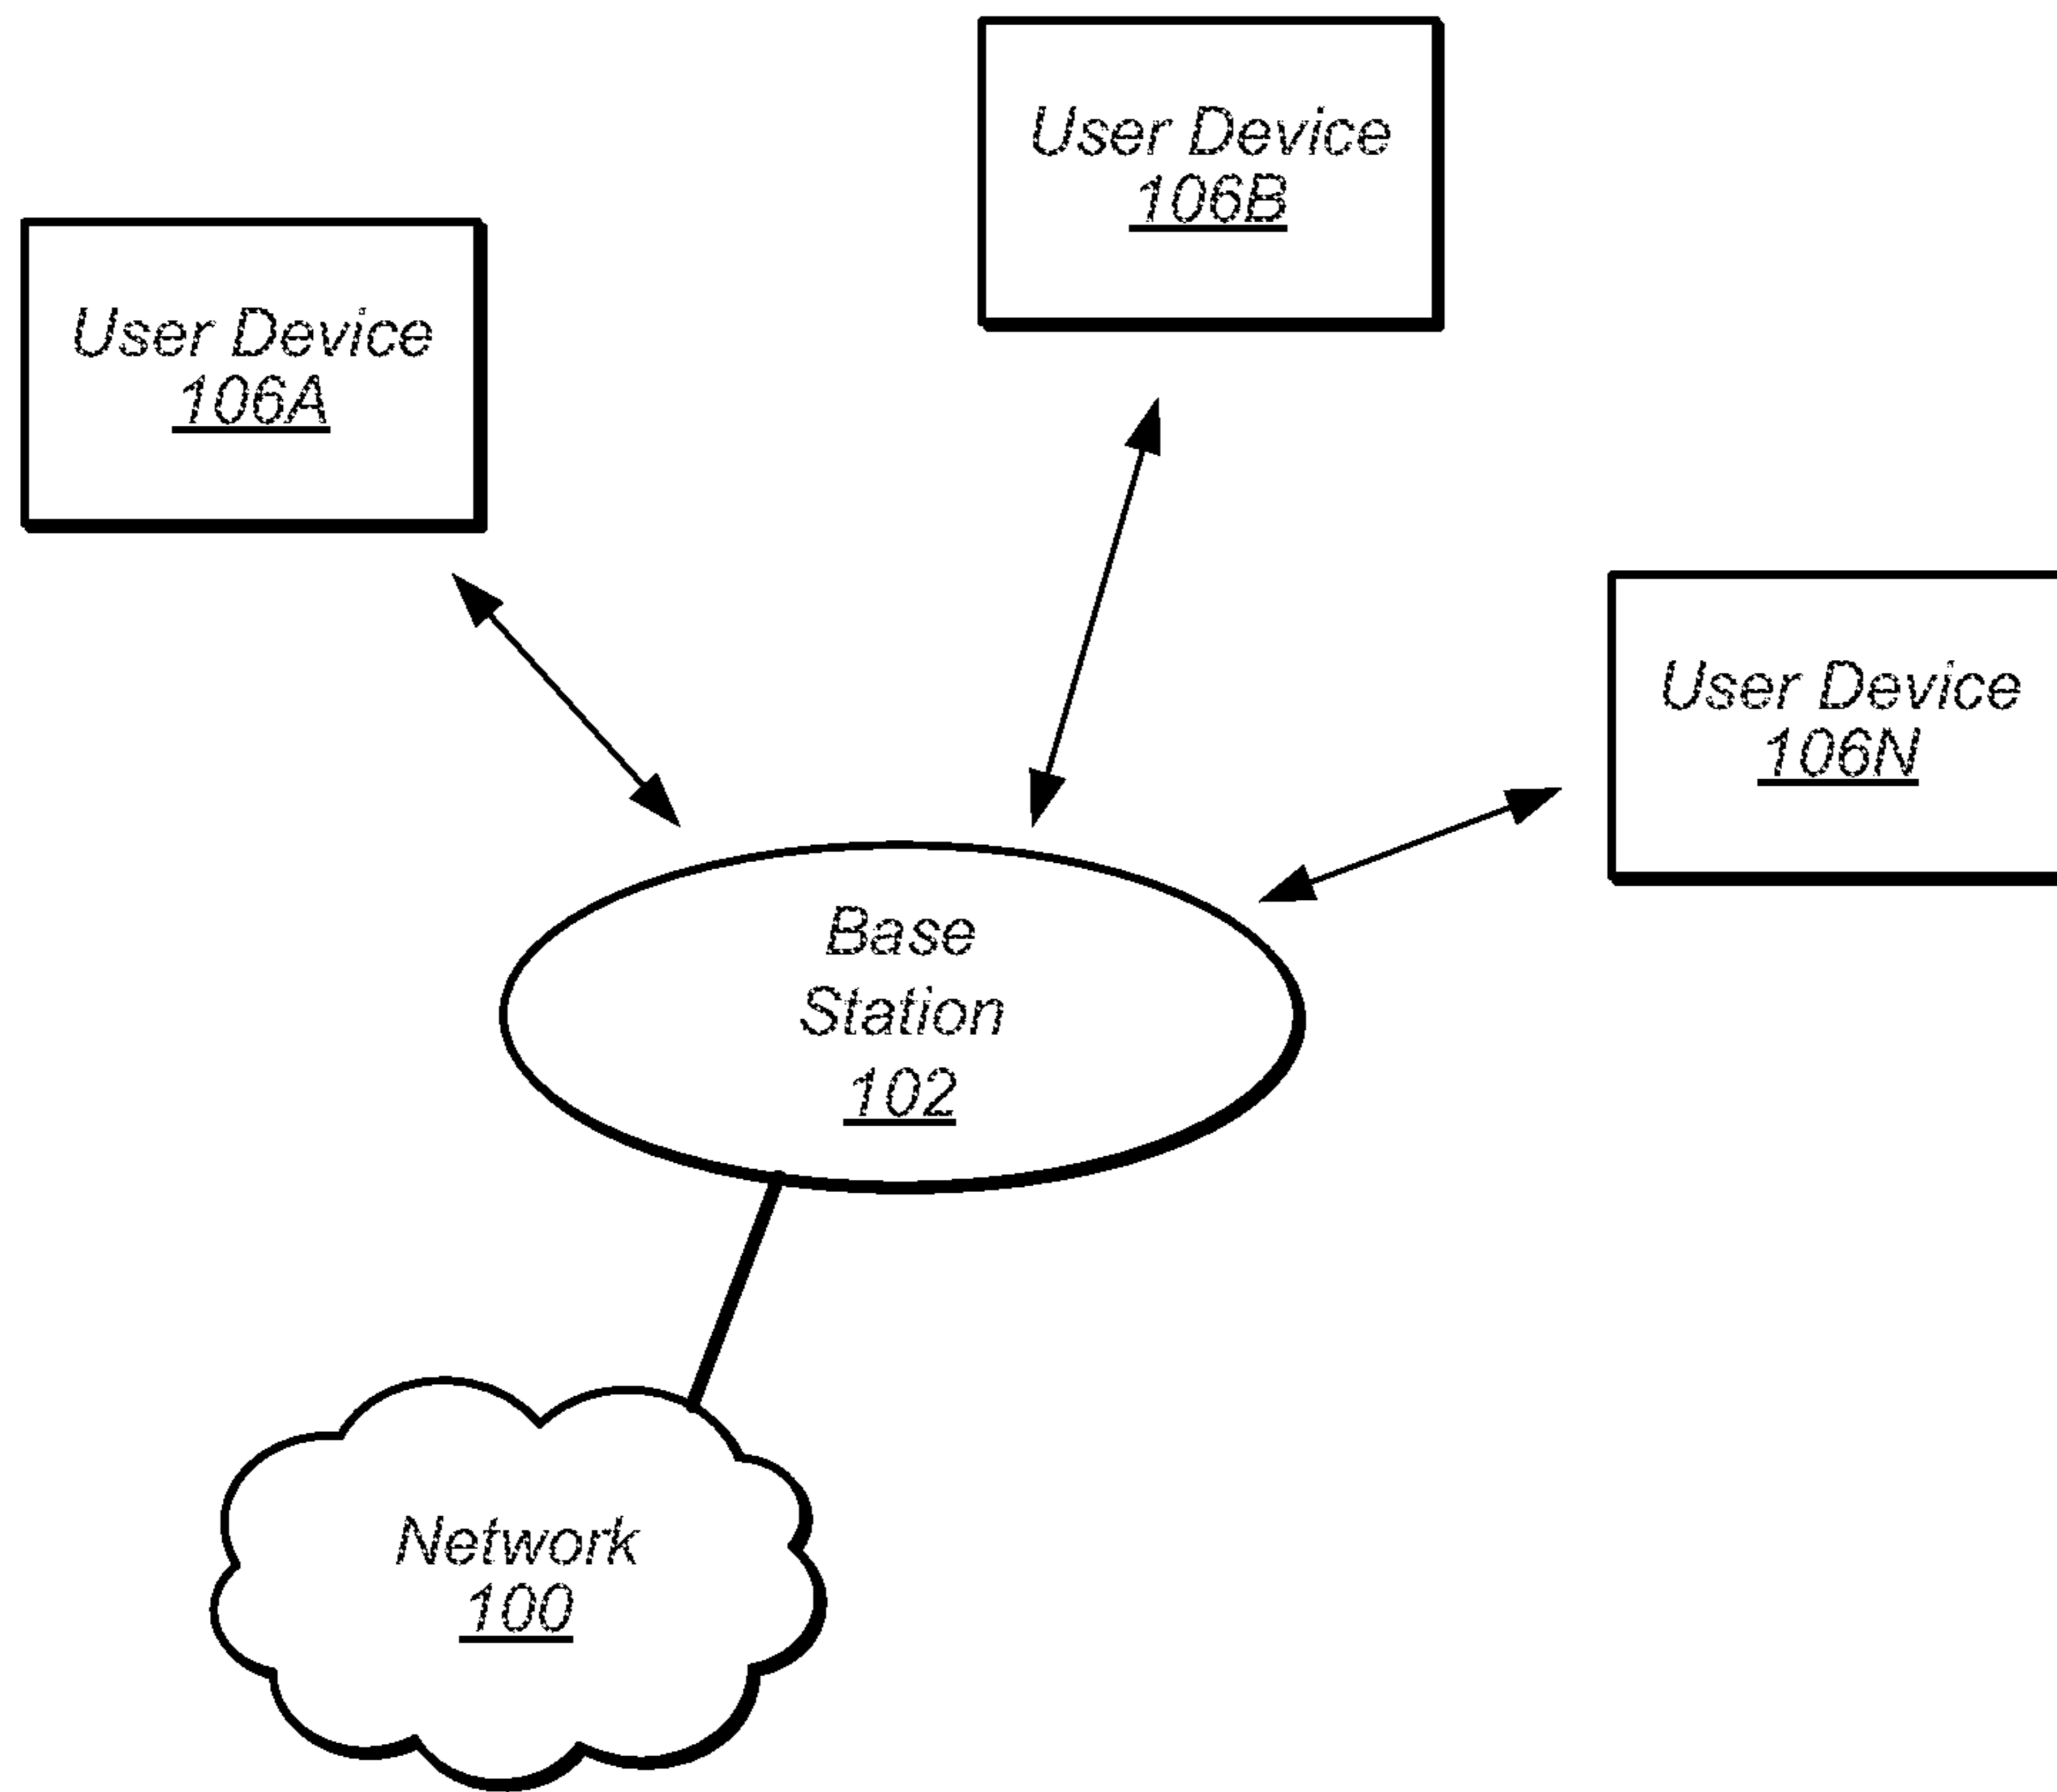 User Device
106B
User Device
106A
User Device
106N
Base
Station
102
Network
100